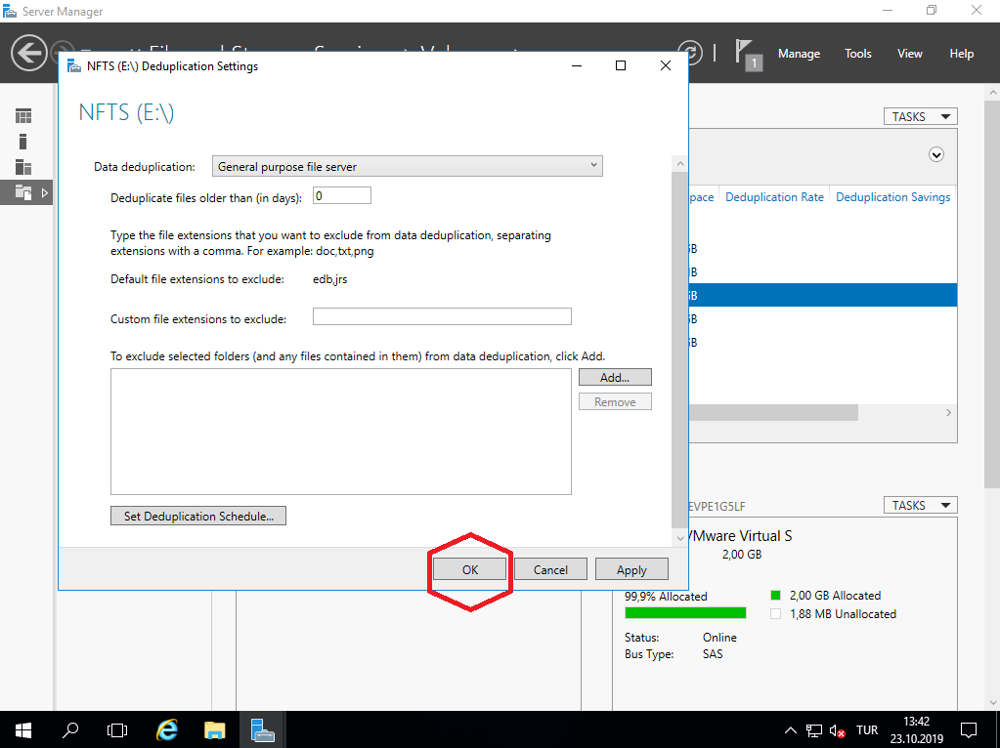 Server Manager
Manage
Tools
View
Help
1
NFTS (E:\) Deduplication Settings
NFTS (E:\)
Data deduplication:
General purpose file server
Deduplicate files older than (in days):
0
Type the file extensions that you want to exclude from data deduplication, separating
extensions with a comma. For example: doc,txt,png
Default file extensions to exclude:
edb,jrs
Custom file extensions to exclude:
To exclude selected folders (and any files contained in them) from data deduplication, click Add.
Add...
Remove
Set Deduplication Schedule...
OK
Cancel
Apply
TASKS
Deduplication Rate
Deduplication Savings
TASKS
VMware Virtual S
2,00 GB
99,9% Allocated
2,00 GB Allocated
1,88 MB Unallocated
Status:
Online
Bus Type:
SAS
TUR
13:42
23.10.2019